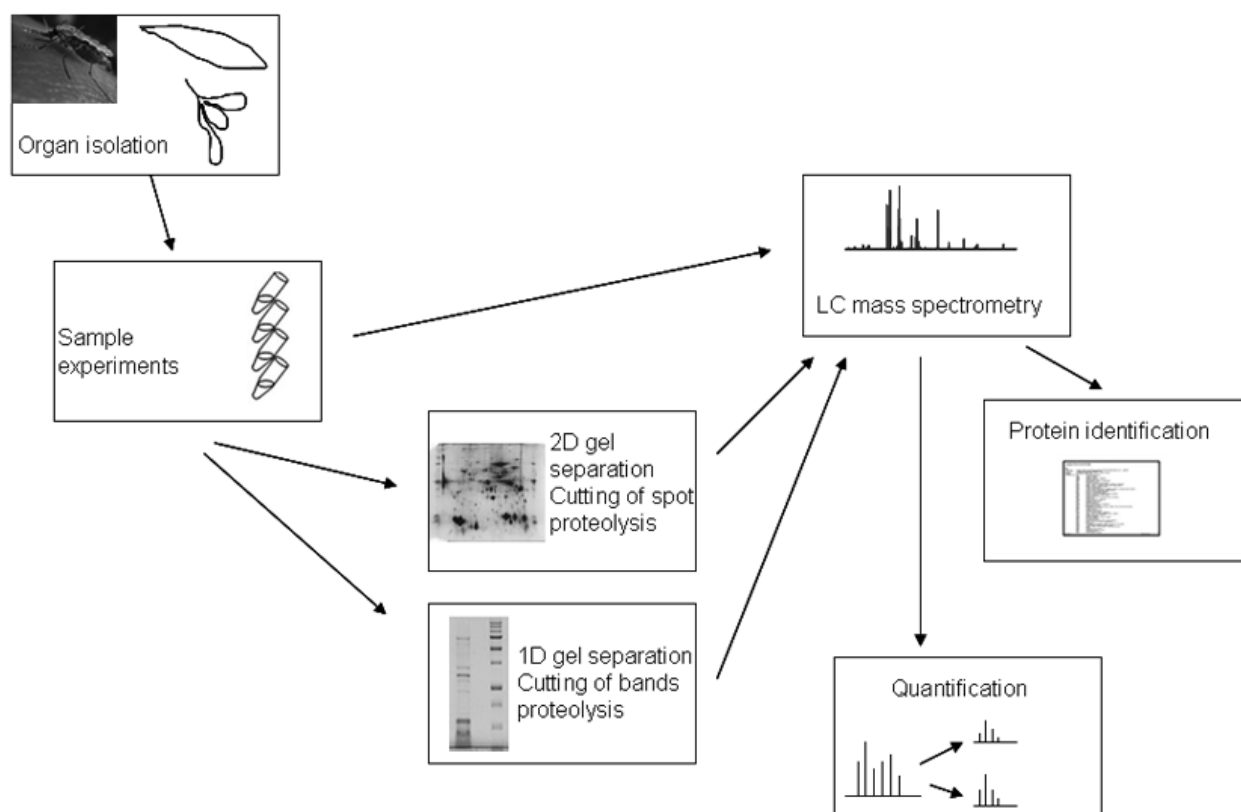 Organ isolation
Sample
experiments
LC mass spectrometry
2D gel
separation
Cutting of spot
proteolysis
Protein identification
1D gel separation
Cutting of bands
proteolysis
Quantification